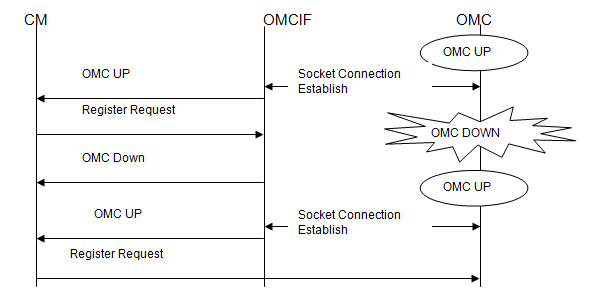 CM OMCIF OMC
OMC UP
OMC UP
Socket Connection
Establish
Register Request
OMC DOWN
OMC Down
OMC UP
OMC UP
Socket Connection
Establish
Register Request